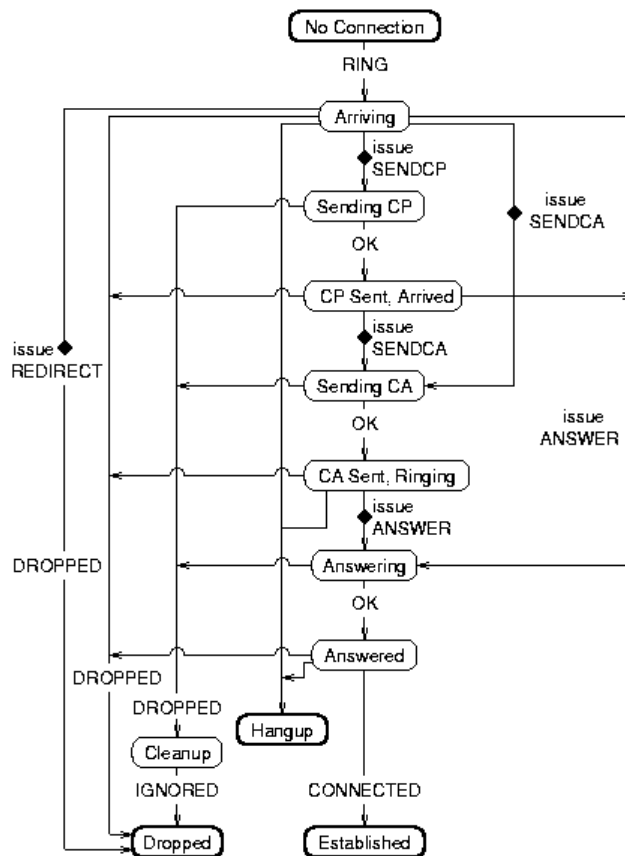 No Connection
RING
Arriving
issue
SENDCP
issue
SENDCA
Sending CP
OK
CP Sent, Arrived
issue
SENDCA
issue
REDIRECT
Sending CA
OK
issue
ANSWER
CA Sent, Ringing
issue
ANSWER
DROPPED
Answering
OK
Answered
DROPPED
DROPPED
Hangup
Cleanup
IGNORED
CONNECTED
Dropped
Established